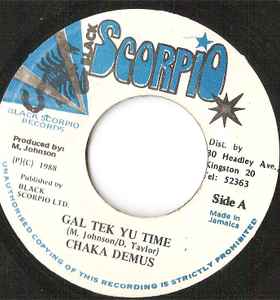 BLACK
SCORPIO
BLACK SCORPIO
RECORDS
Produced by:
M. Johnson
(P)(C) 1988
Published by
BLACK
SCORPIO LTD.
Dist. by
30 Headley Ave.,
Kingston 20
Tel: 52363
Side A
Made in
Jamaica
GAL TEK YU TIME
(M. Johnson/D. Taylor)
CHAKA DEMUS
UNAUTHORISED COPYING OF THIS RECORDING IS STRICTLY PROHIBITED